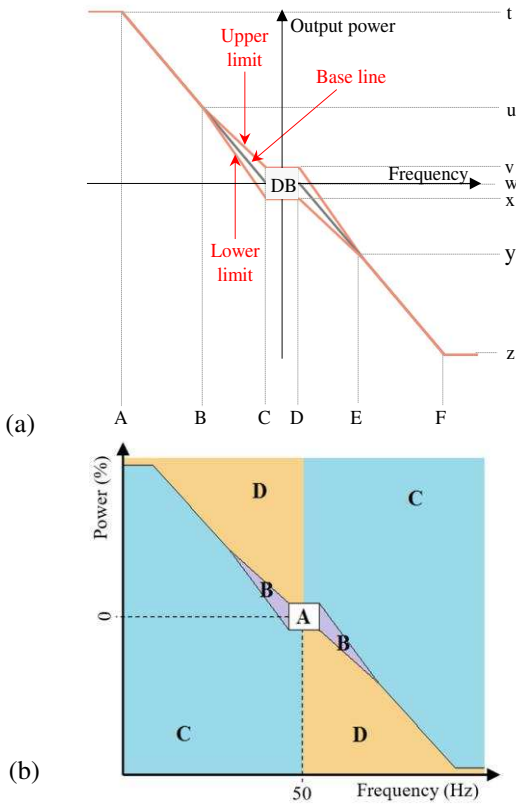 t
Output power
Upper
limit
Base line
u
v
Frequency
w
DB
x
Lower
limit
y
z
A B C D E F
(a)
Power (%)
D
C
B
A
0
B
C
D
(b)
50
Frequency (Hz)